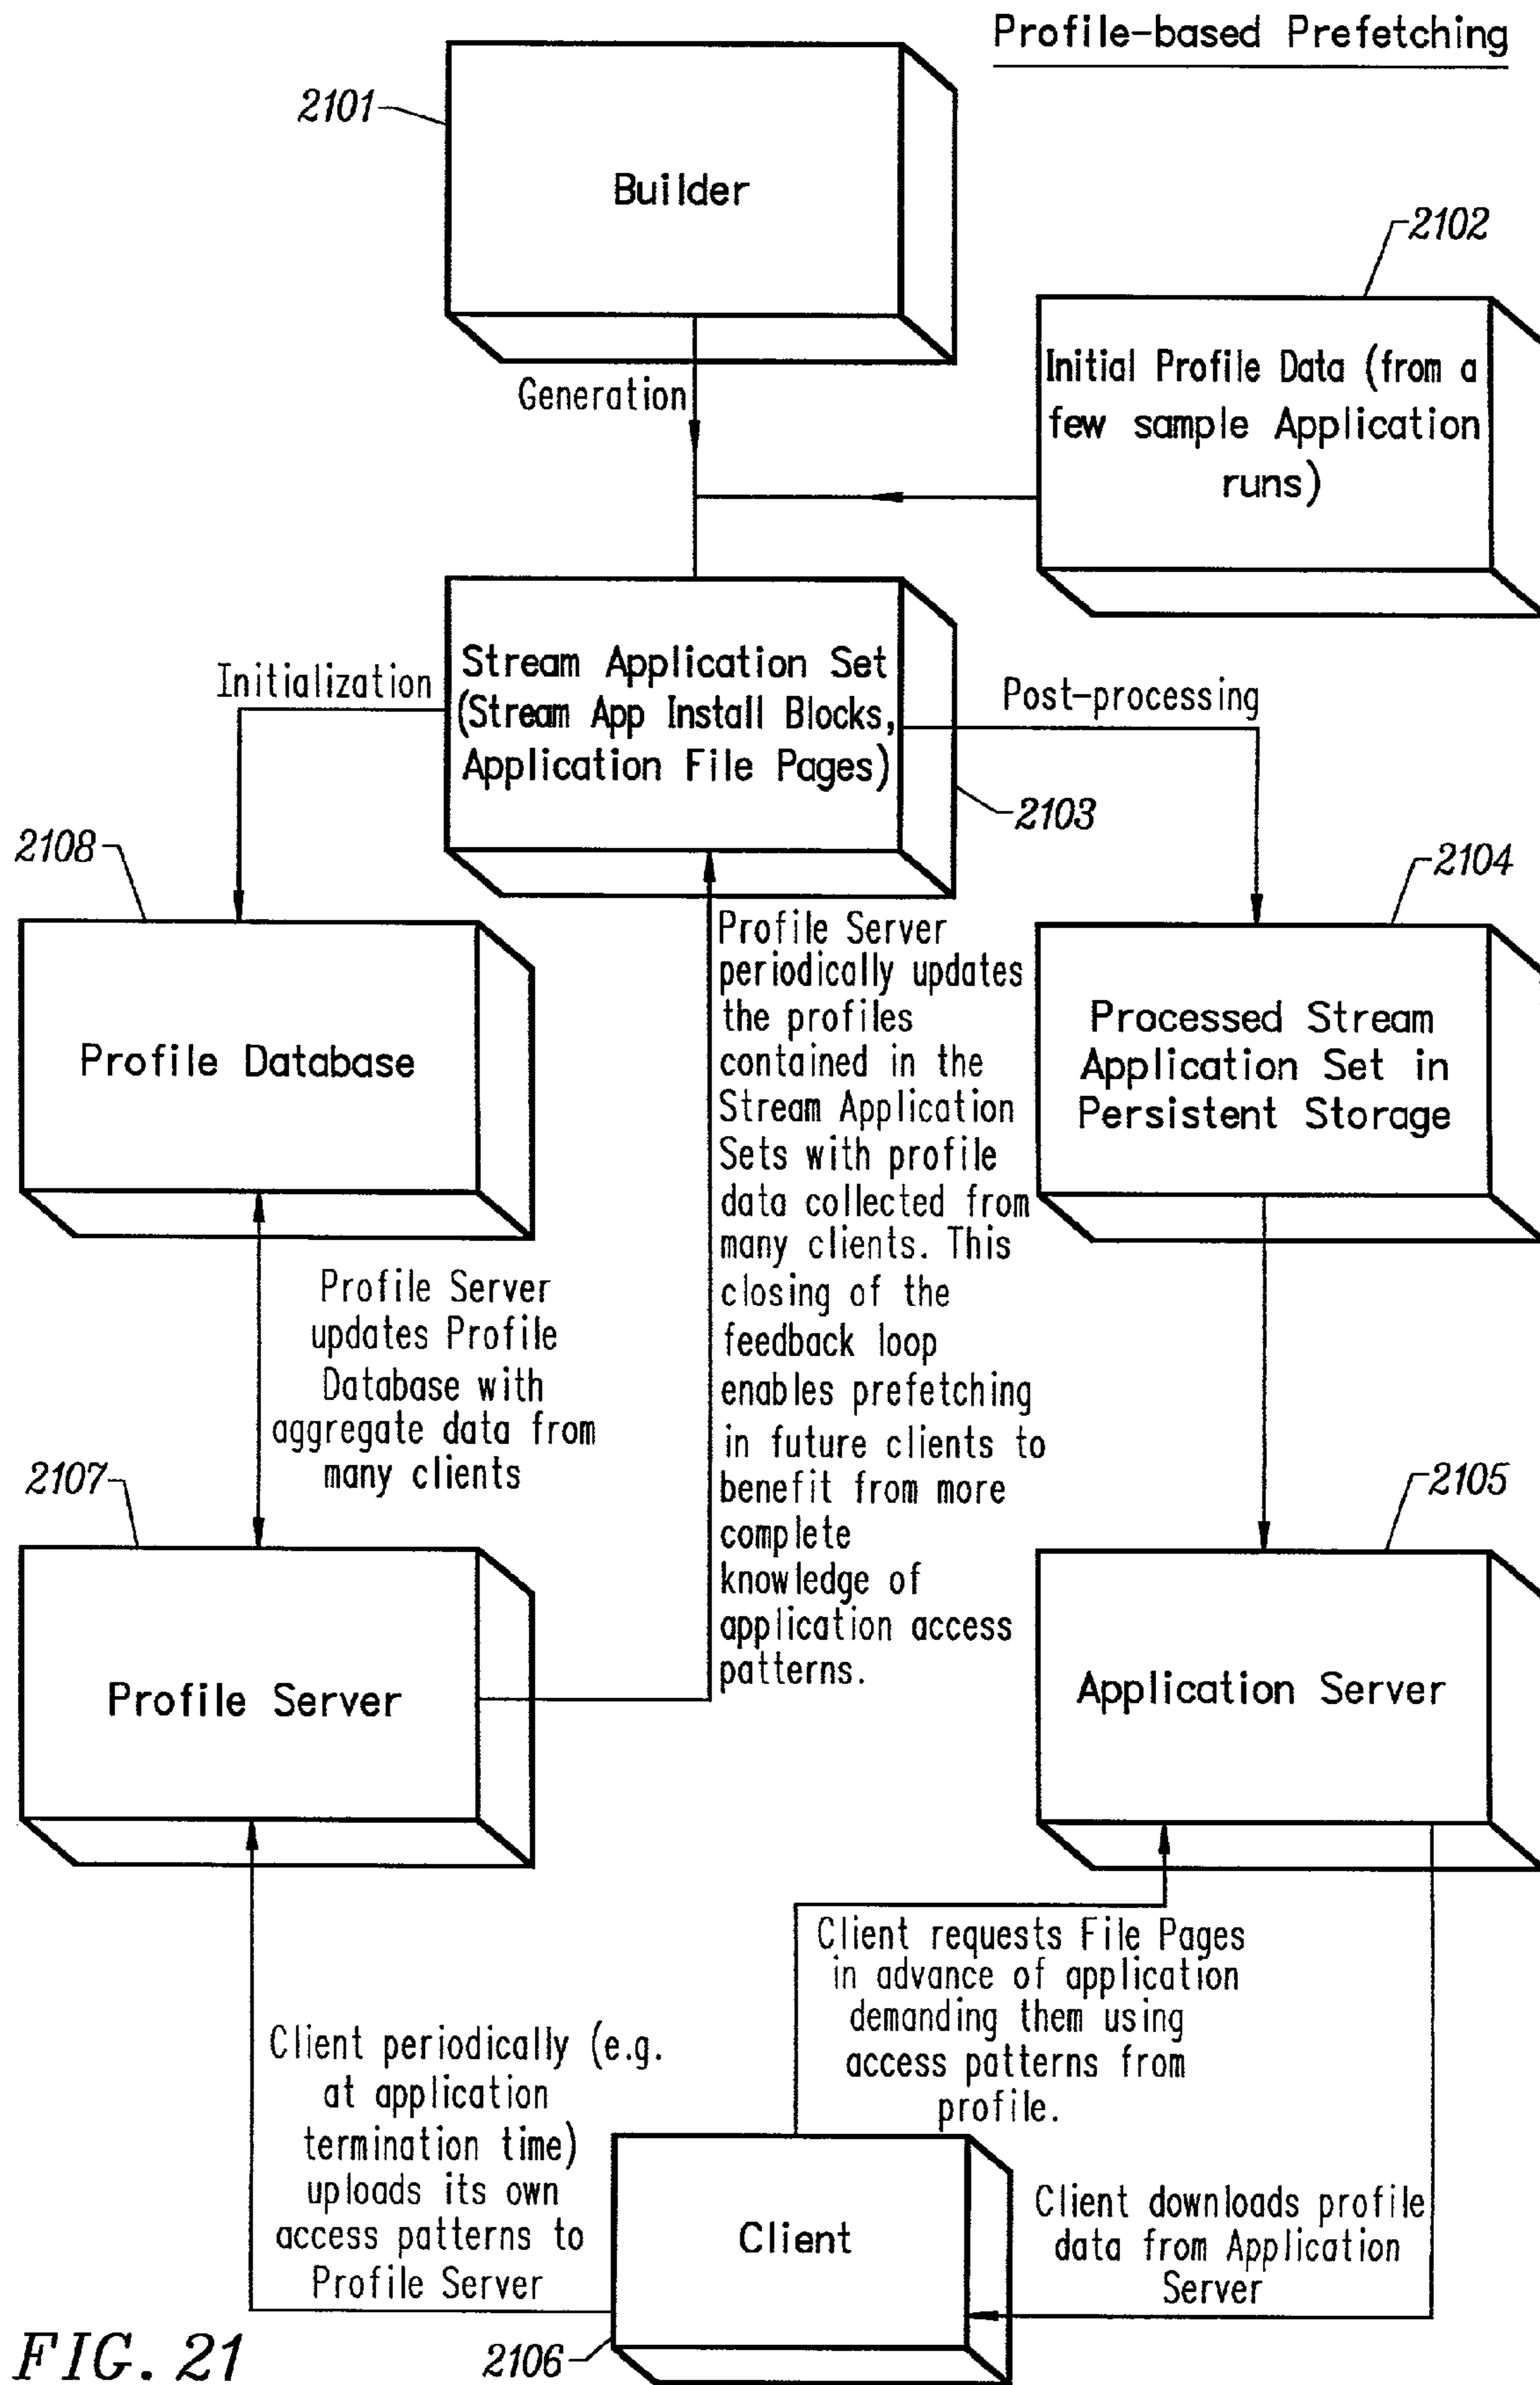 Profile-based Prefetching
2101
Builder
2102
Initial Profile Data (from a
few sample Application
runs)
Generation
Stream Application Set
(Stream App Install Blocks,
Application File Pages)
Initialization
Post-processing
2103
2108
2104
Profile Database
Profile Server
periodically updates
the profiles
contained in the
Stream Application
Sets with profile
data collected from
many clients. This
closing of the
feedback loop
enables prefetching
in future clients to
benefit from more
complete
knowledge of
application access
patterns.
Processed Stream
Application Set in
Persistent Storage
Profile Server
updates Profile
Database with
aggregate data from
many clients
2107
2105
Profile Server
Application Server
Client requests File Pages
in advance of application
demanding them using
access patterns from
profile.
Client periodically (e.g.
at application
termination time)
uploads its own
access patterns to
Profile Server
Client
Client downloads profile
data from Application
Server
2106
FIG. 21